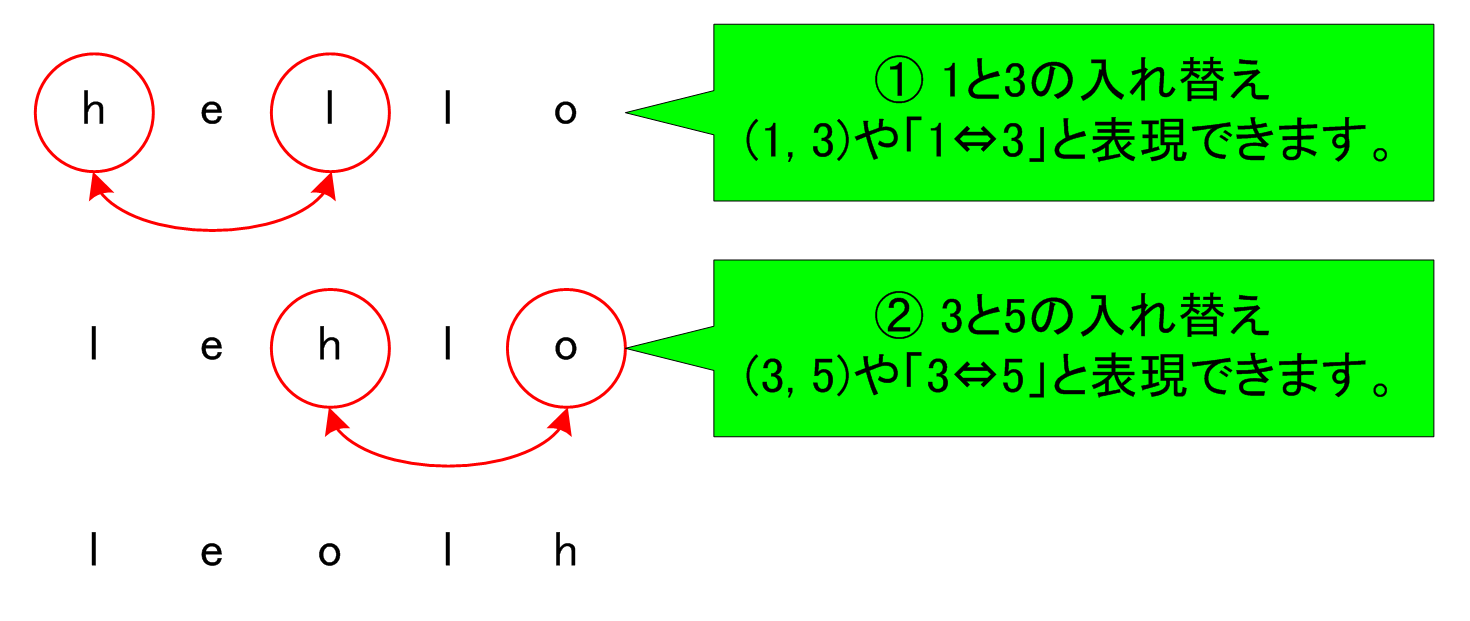 h e l l o
① 1と3の入れ替え
(1,3)や「1⇔3」と表現できます。
l e h l o
② 3と5の入れ替え
(3,5)や「3⇔5」と表現できます。
l e o l h